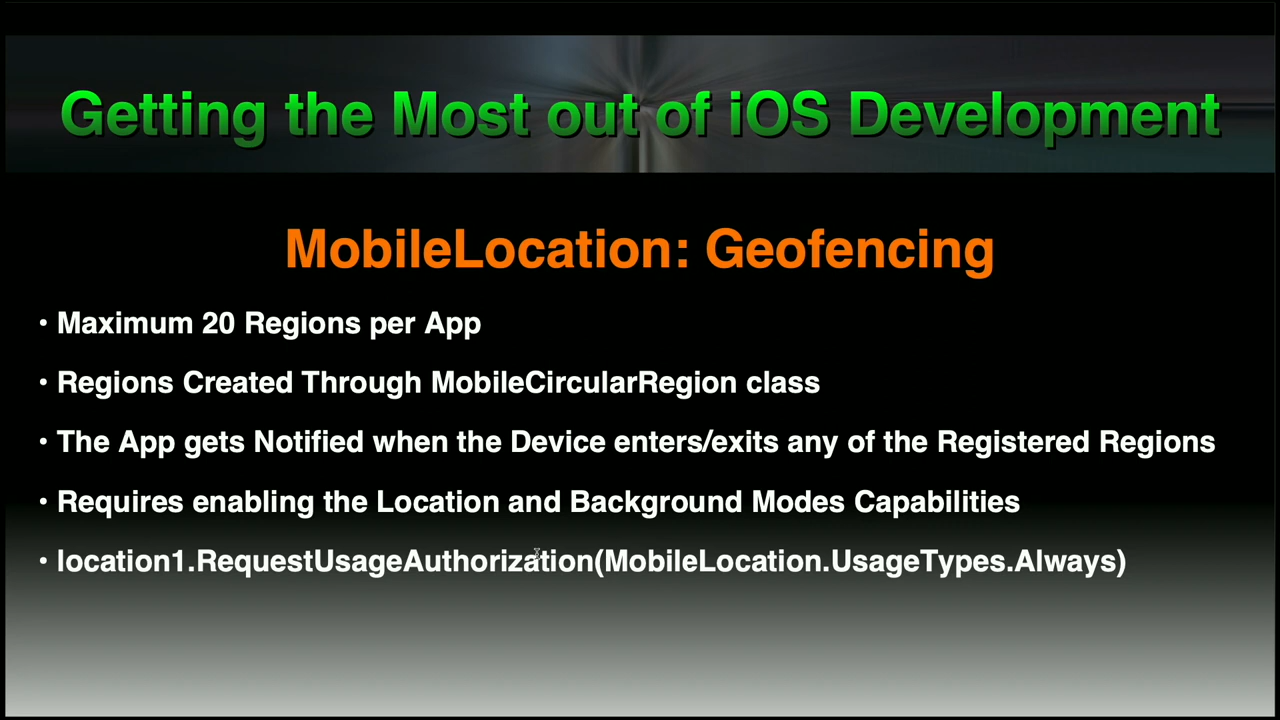 Getting the Most out of iOS Development
MobileLocation: Geofencing
• Maximum 20 Regions per App
• Regions Created Through MobileCircularRegion class
• The App gets Notified when the Device enters/exits any of the Registered Regions
• Requires enabling the Location and Background Modes Capabilities
• location1.RequestUsageAuthorization(MobileLocation.UsageTypes.Always)